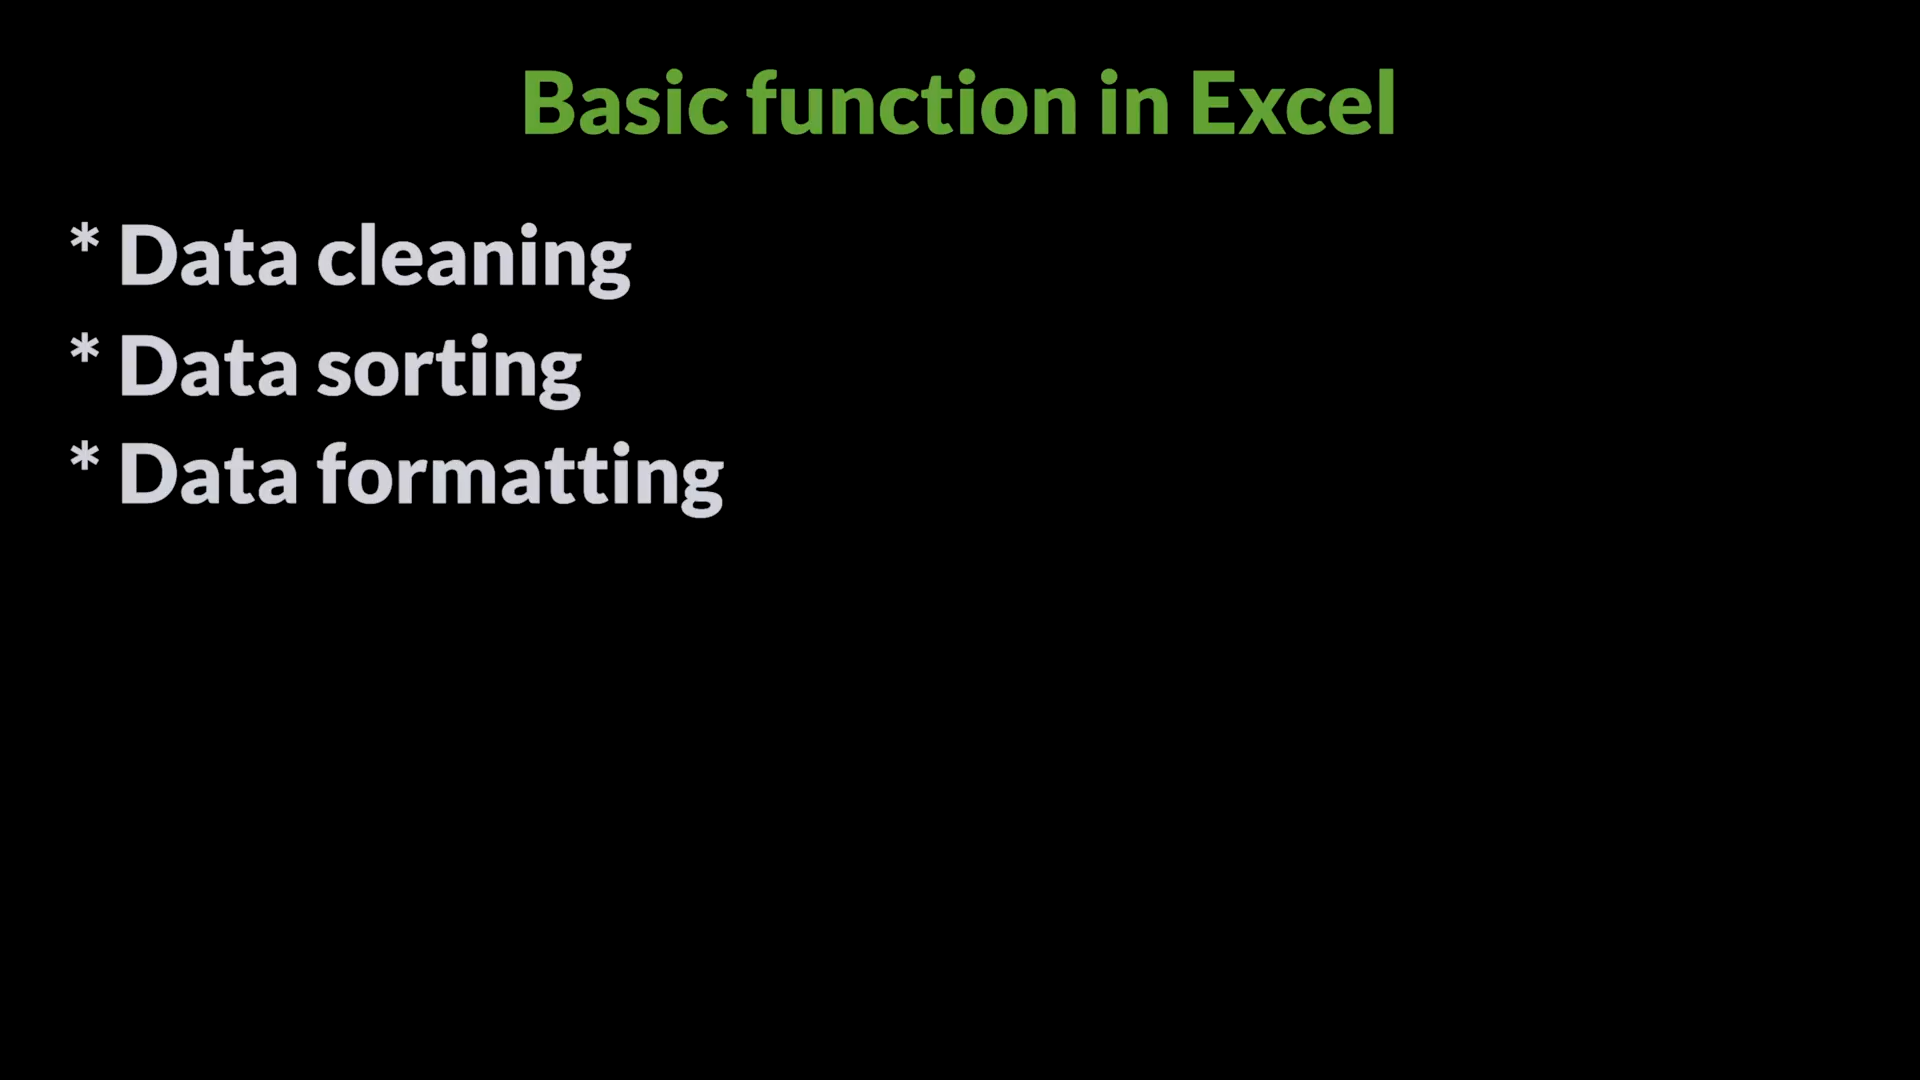 Basic function in Excel
* Data cleaning
* Data sorting
* Data formatting